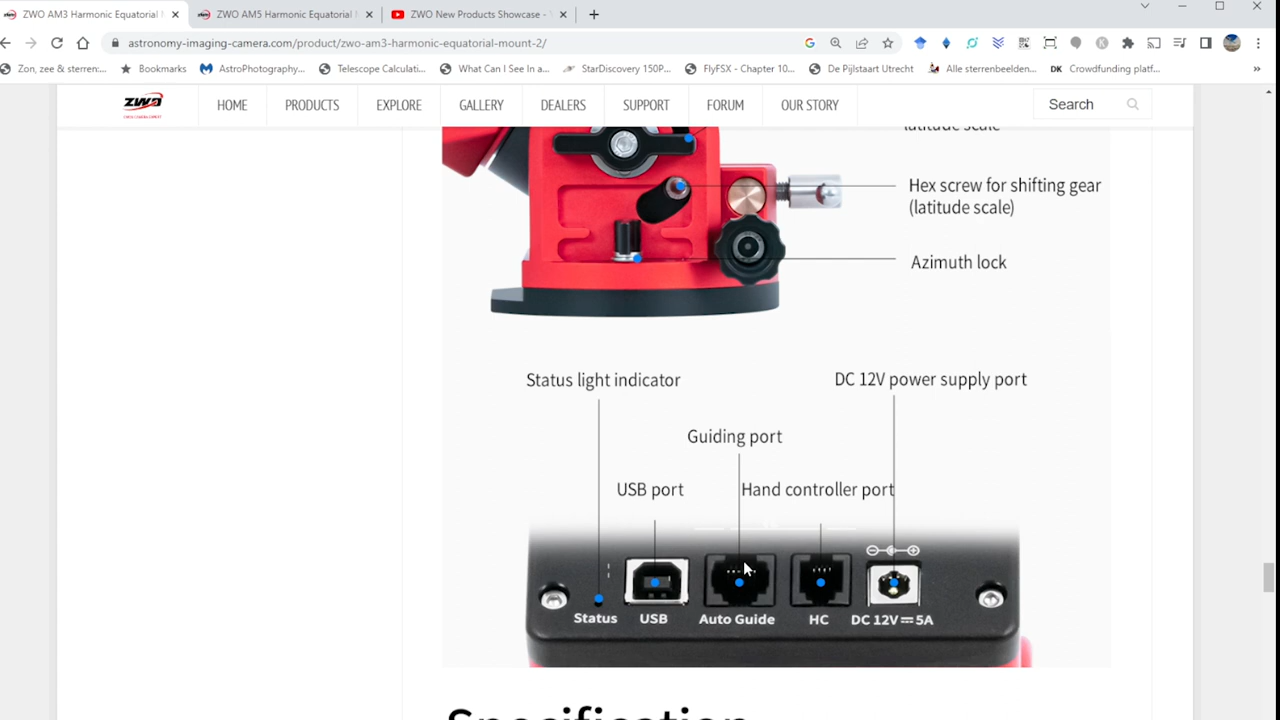 ZWO AM3 Harmonic Equatorial
ZWO AM5 Harmonic Equatorial
ZWO New Products Showcase -
astronomy-imaging-camera.com/product/zwo-am3-harmonic-equatorial-mount-2/
Zon, zee & sterren:...
Bookmarks
AstroPhotography...
Telescope Calculati...
What Can I See In a...
StarDiscovery 150P...
FlyFSX - Chapter 10...
De Pijlstaart Utrecht
Alle sterrenbeelden...
DK Crowdfunding platf...
»
ZWO
HOME
PRODUCTS
EXPLORE
GALLERY
DEALERS
SUPPORT
FORUM
OUR STORY
Search
latitude scale
Hex screw for shifting gear
(latitude scale)
Azimuth lock
Status light indicator
DC 12V power supply port
Guiding port
USB port
Hand controller port
Status
USB
Auto Guide
HC
DC 12V⎓5A
Specification